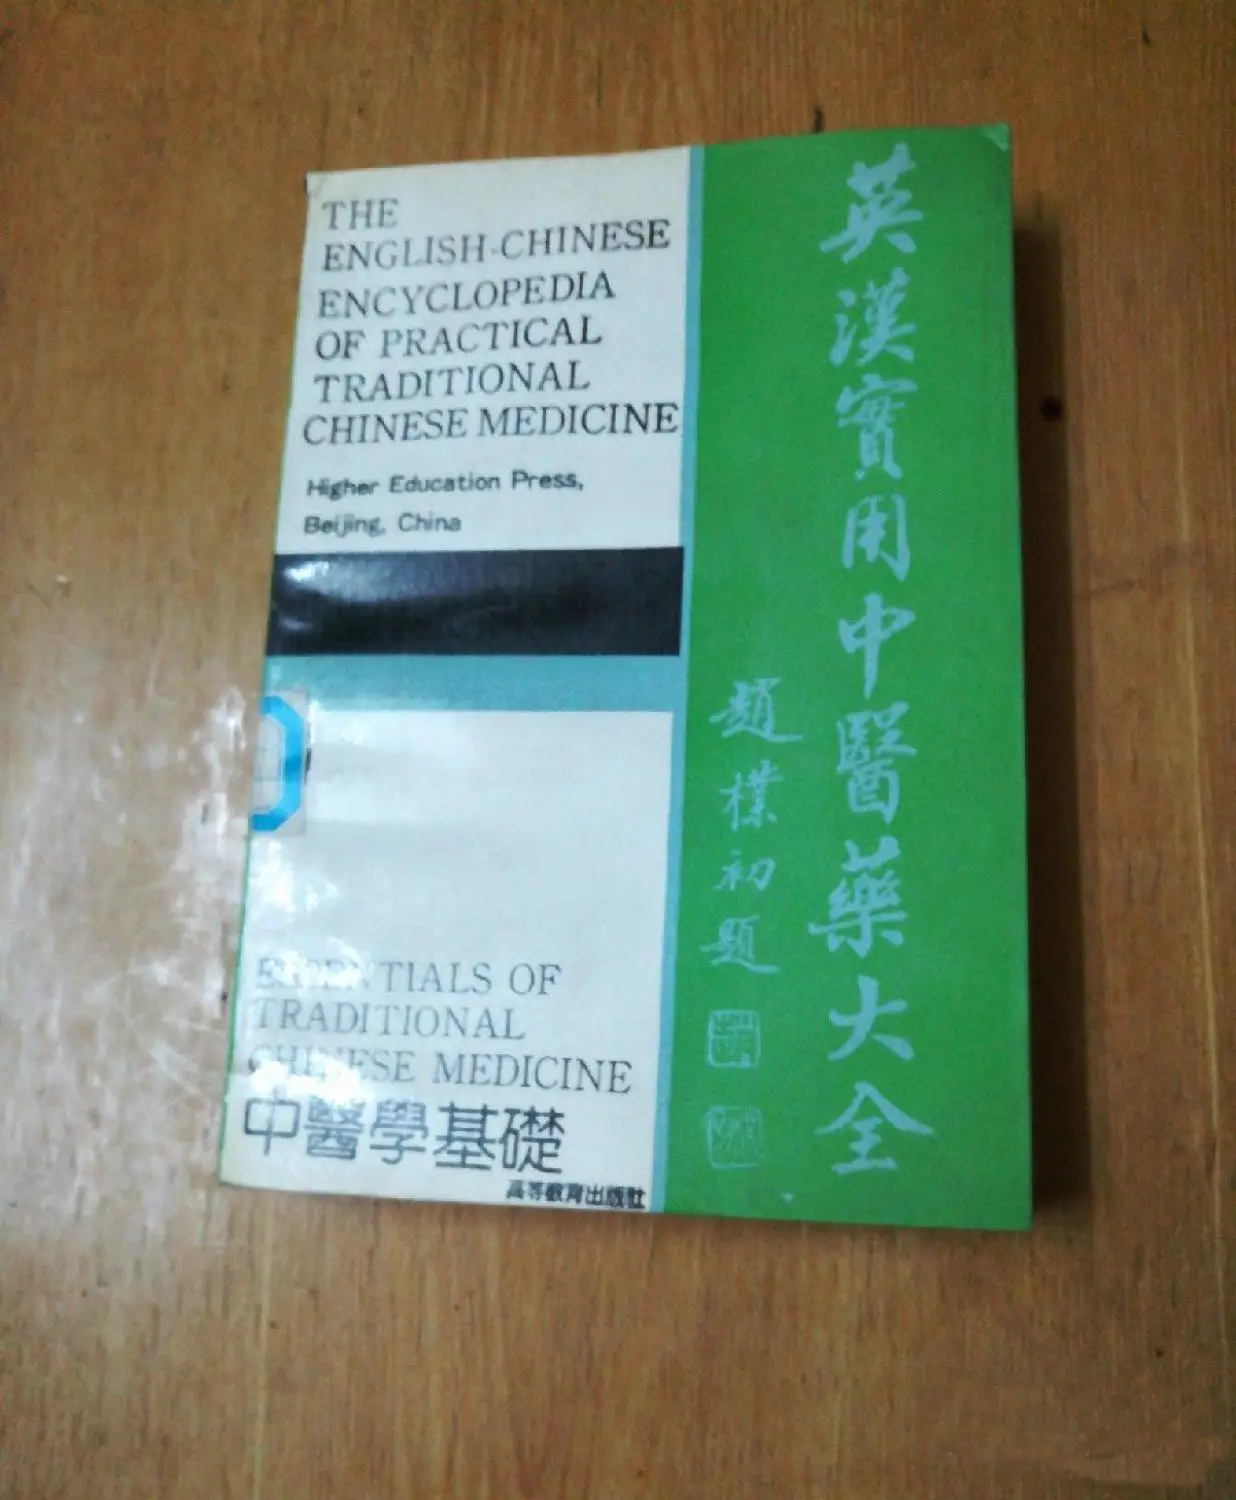 THE
ENGLISH-CHINESE
ENCYCLOPEDIA
OF PRACTICAL
TRADITIONAL
CHINESE MEDICINE
Higher Education Press,
Beijing, China
ESSENTIALS OF
TRADITIONAL
CHINESE MEDICINE
中醫學基礎
高等教育出版社
英漢實用中醫藥大全
趙樸初題